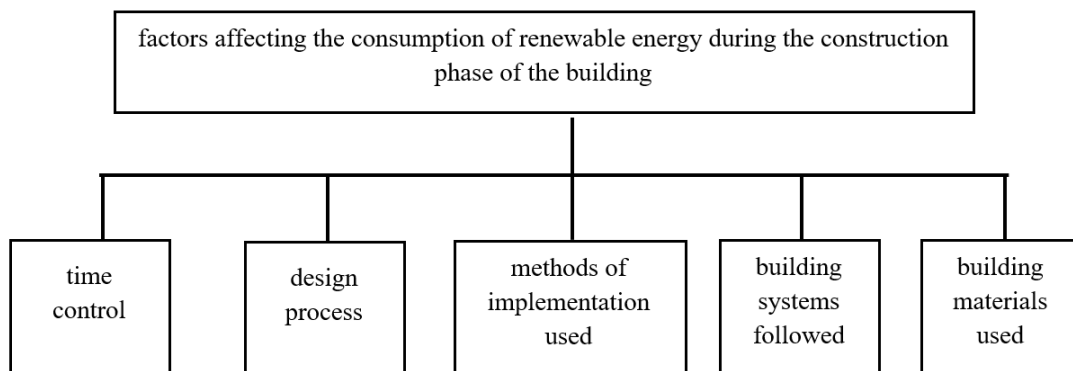 factors affecting the consumption of renewable energy during the construction
phase of the building
time
control
design
process
methods of
implementation
used
building
systems
followed
building
materials
used